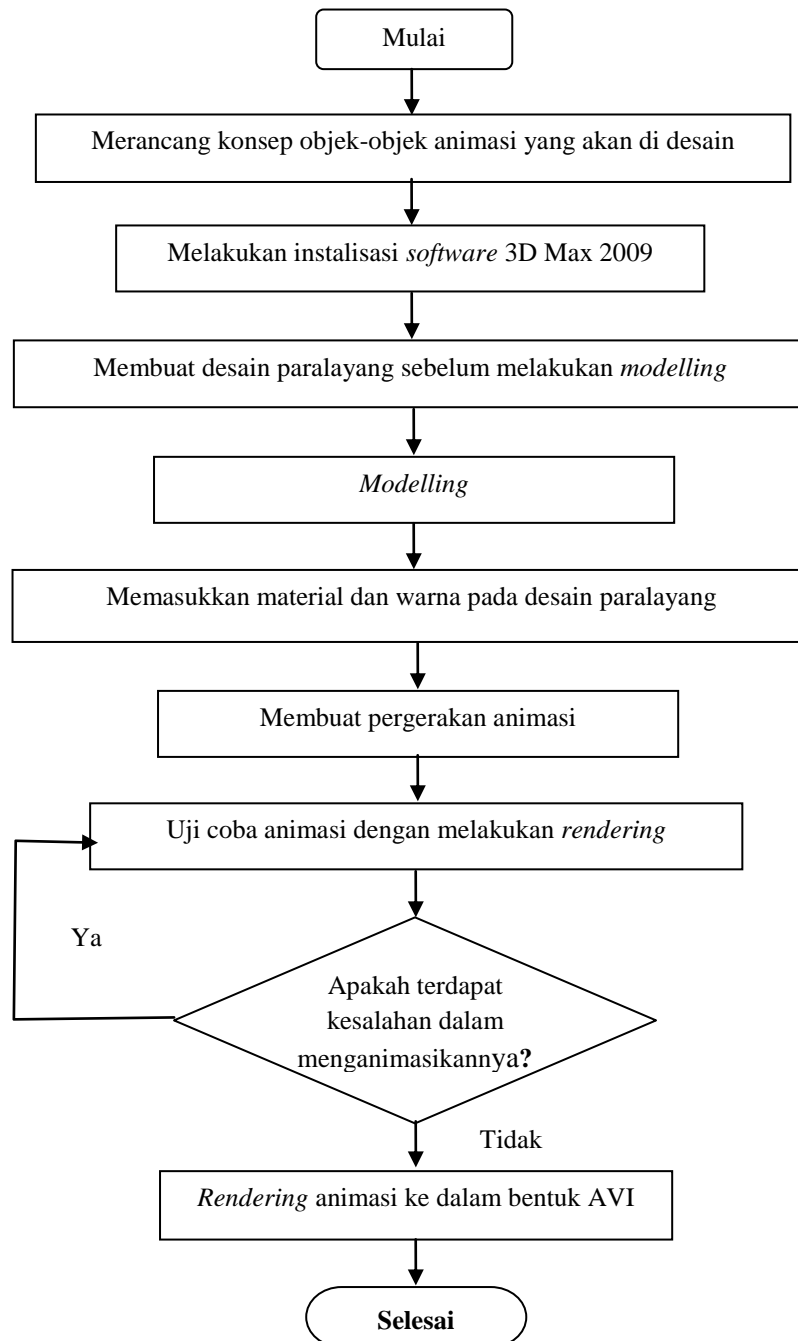 Mulai
Merancang konsep objek-objek animasi yang akan di desain
Melakukan instalisasi software 3D Max 2009
Membuat desain paralayang sebelum melakukan modelling
Modelling
Memasukkan material dan warna pada desain paralayang
Membuat pergerakan animasi
Uji coba animasi dengan melakukan rendering
Ya
Apakah terdapat
kesalahan dalam
menganimasikannya?
Tidak
Rendering animasi ke dalam bentuk AVI
Selesai